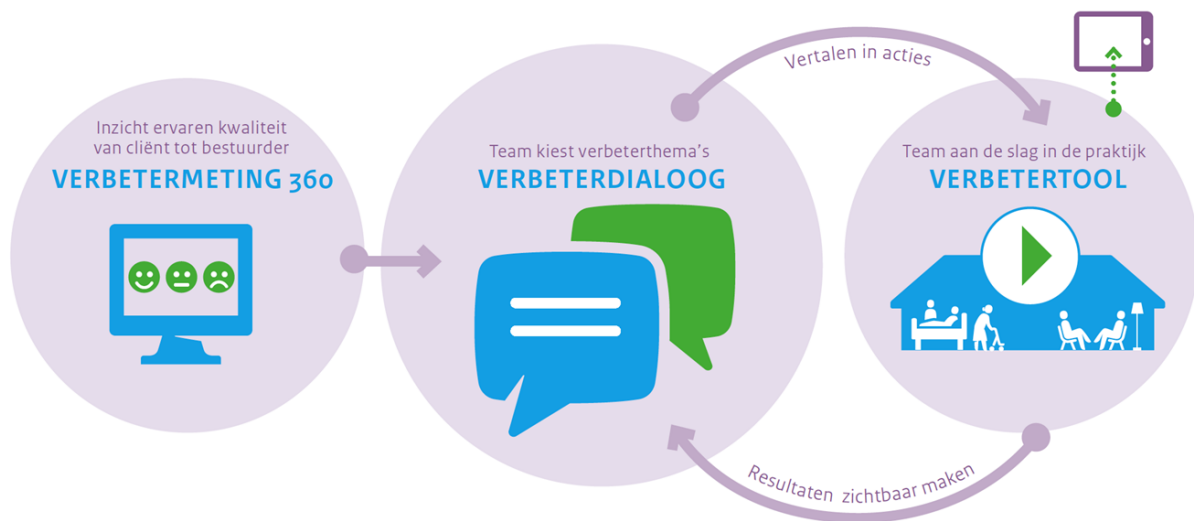 Inzicht ervaren kwaliteit
van cliënt tot bestuurder
VERBETERMETING 360
Team kiest verbeterthema's
VERBETERDIALOOG
Vertalen in acties
Team aan de slag in de praktijk
VERBETERTOOL
Resultaten zichtbaar maken